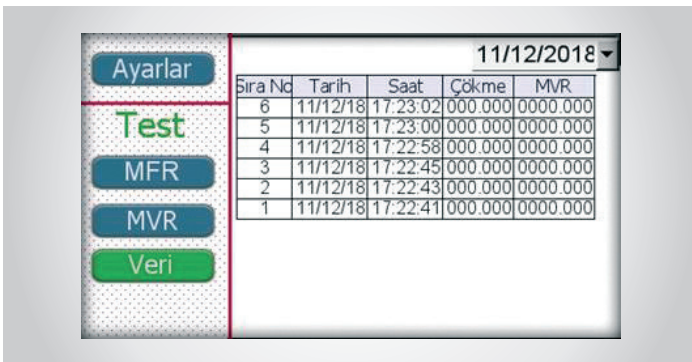 Ayarlar
Test
MFR
MVR
Veri
11/12/2018
Sıra No Tarih Saat Çökme MVR
6 11/12/18 17:23:02 000.000 0000.000
5 11/12/18 17:23:00 000.000 0000.000
4 11/12/18 17:22:58 000.000 0000.000
3 11/12/18 17:22:45 000.000 0000.000
2 11/12/18 17:22:43 000.000 0000.000
1 11/12/18 17:22:41 000.000 0000.000